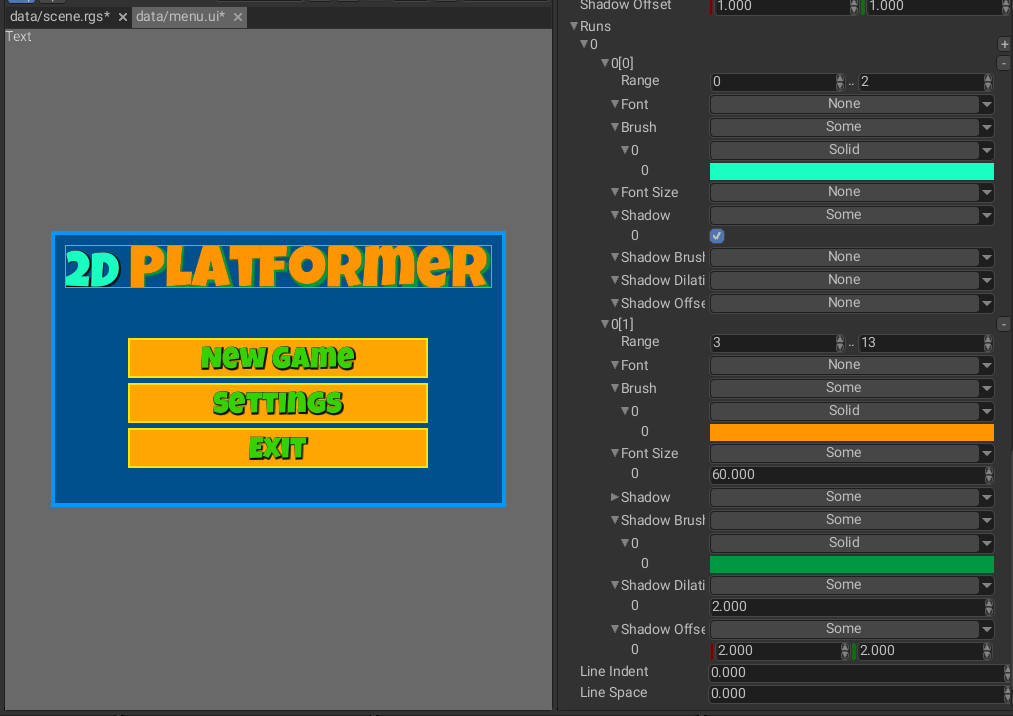 data/scene.rgs* ✕ data/menu.ui* ✕
Text
2D PLATFORMER
New Game
Settings
Exit
Shadow Offset 1.000 1.000
Runs
0 +
0[0] -
Range 0 .. 2
Font None
Brush Some
0 Solid
0
Font Size None
Shadow Some
0
Shadow Brush None
Shadow Dilati None
Shadow Offse None
0[1] -
Range 3 .. 13
Font None
Brush Some
0 Solid
0
Font Size Some
0 60.000
Shadow Some
Shadow Brush Some
0 Solid
0
Shadow Dilati Some
0 2.000
Shadow Offse Some
0 2.000 2.000
Line Indent 0.000
Line Space 0.000